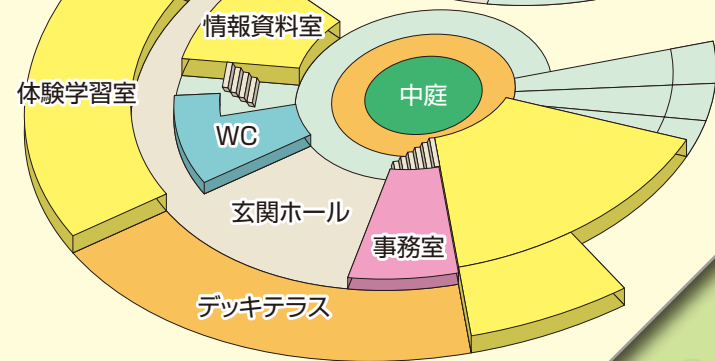 情報資料室
体験学習室
中庭
WC
玄関ホール
事務室
デッキテラス